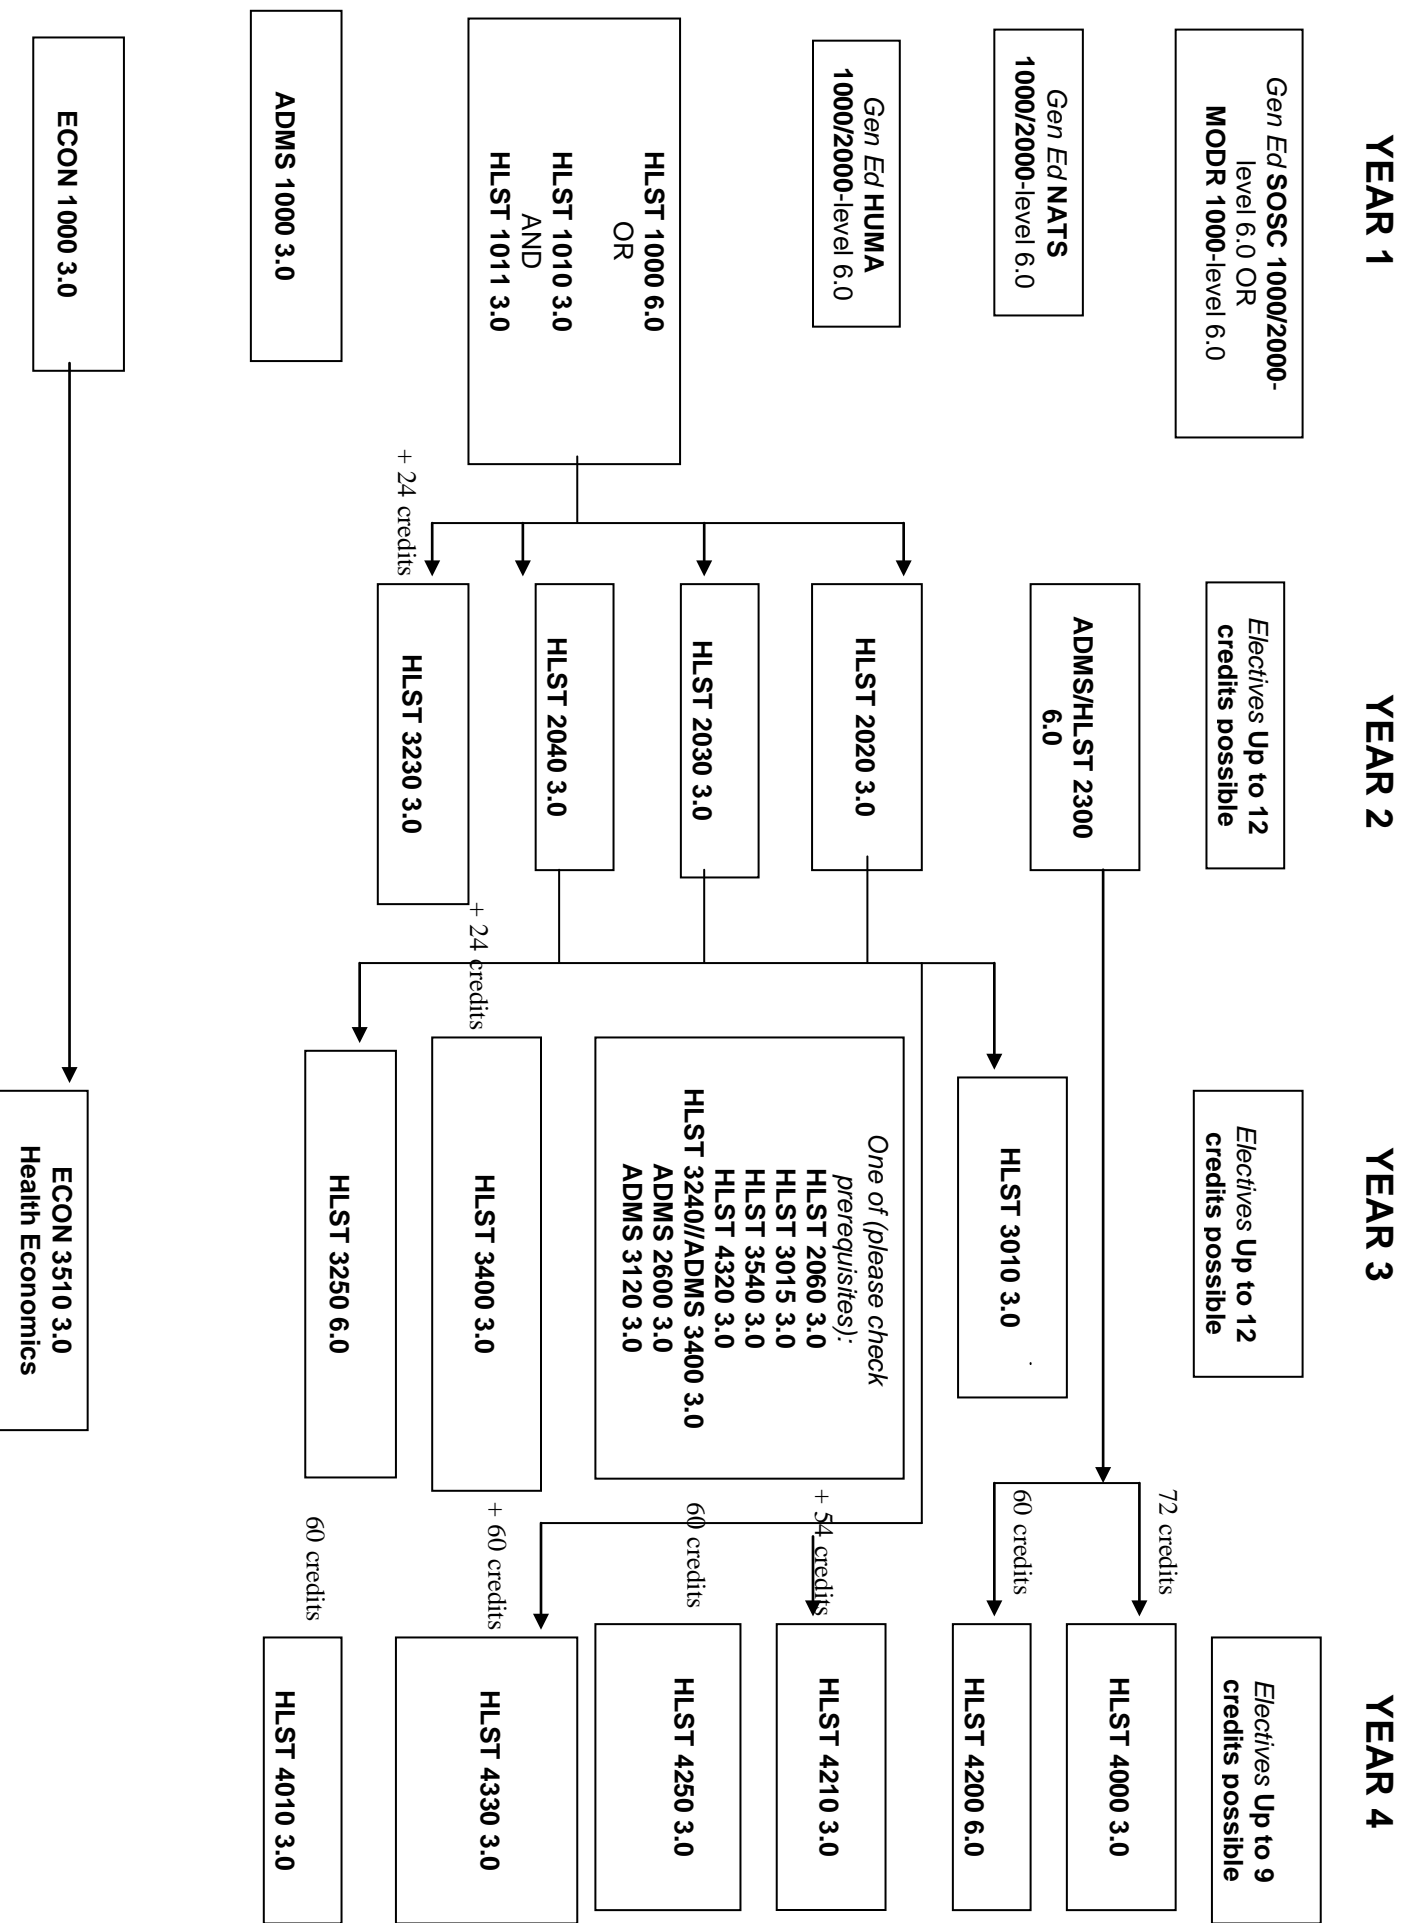 YEAR 1
Gen Ed SOSC 1000/2000-
level 6.0 OR
MODR 1000-level 6.0
Gen Ed NATS
1000/2000-level 6.0
Gen Ed HUMA
1000/2000-level 6.0
HLST 1000 6.0
OR
HLST 1010 3.0
AND
HLST 1011 3.0
ADMS 1000 3.0
ECON 1000 3.0
YEAR 2
Electives Up to 12
credits possible
ADMS/HLST 2300
6.0
HLST 2020 3.0
HLST 2030 3.0
HLST 2040 3.0
+ 24 credits
HLST 3230 3.0
YEAR 3
Electives Up to 12
credits possible
HLST 3010 3.0
One of (please check
prerequisites):
HLST 2060 3.0
HLST 3015 3.0
HLST 3540 3.0
HLST 4320 3.0
HLST 3240//ADMS 3400 3.0
ADMS 2600 3.0
ADMS 3120 3.0
+ 24 credits
HLST 3400 3.0
HLST 3250 6.0
ECON 3510 3.0
Health Economics
YEAR 4
Electives Up to 9
credits possible
72 credits
HLST 4000 3.0
60 credits
HLST 4200 6.0
+ 54 credits
HLST 4210 3.0
60 credits
HLST 4250 3.0
+ 60 credits
HLST 4330 3.0
60 credits
HLST 4010 3.0